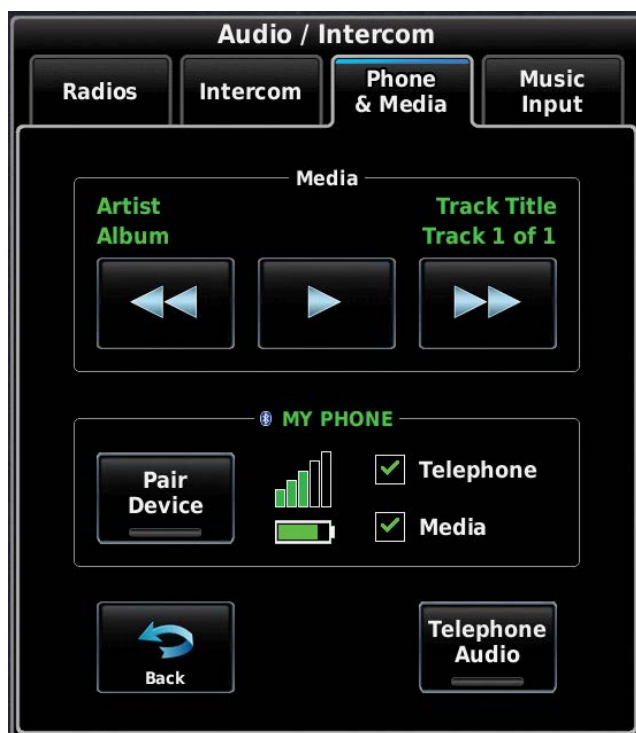 Audio / Intercom
Radios
Intercom
Phone
& Media
Music
Input
Media
Artist
Track Title
Album
Track 1 of 1
MY PHONE
Pair
Device
Telephone
Media
Back
Telephone
Audio